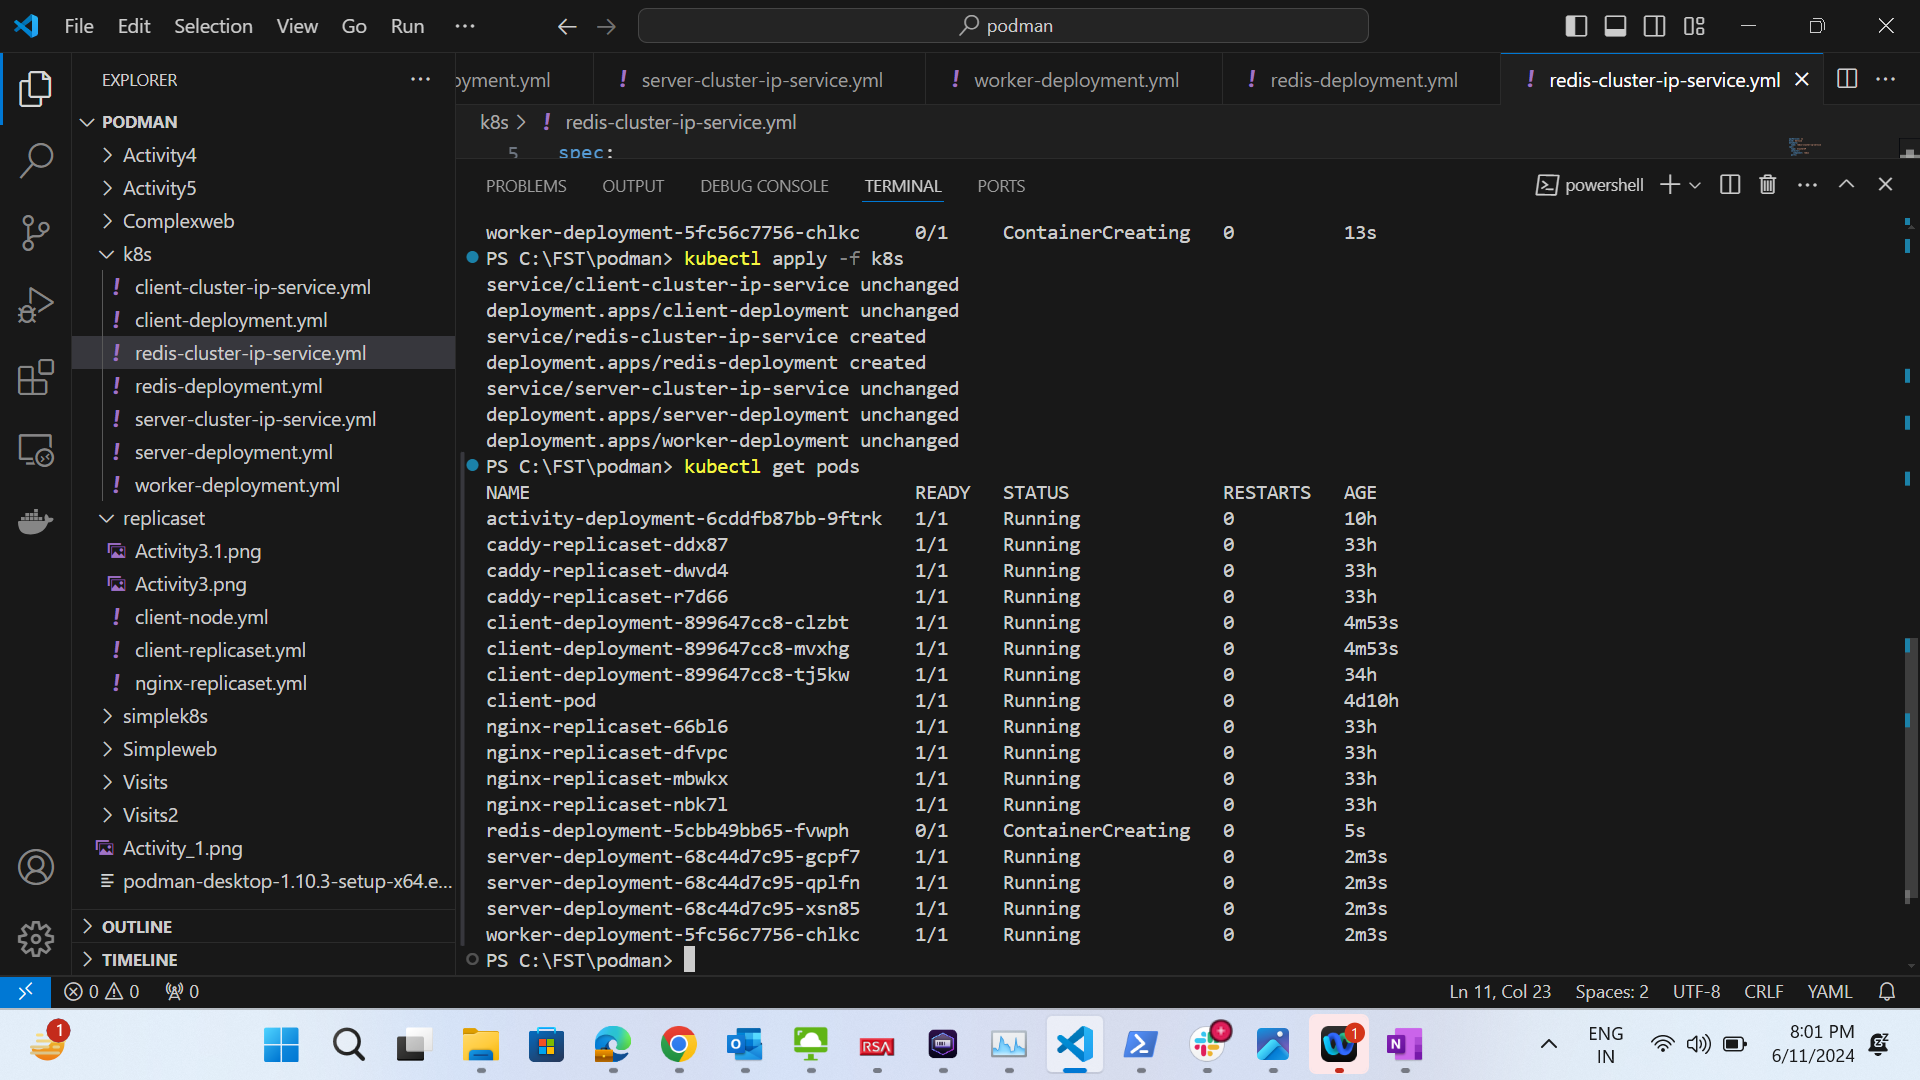 File Edit Selection View Go Run ··· podman
EXPLORER
PODMAN
Activity4
Activity5
Complexweb
k8s
client-cluster-ip-service.yml
client-deployment.yml
redis-cluster-ip-service.yml
redis-deployment.yml
server-cluster-ip-service.yml
server-deployment.yml
worker-deployment.yml
replicaset
Activity3.1.png
Activity3.png
client-node.yml
client-replicaset.yml
nginx-replicaset.yml
simplek8s
Simpleweb
Visits
Visits2
Activity_1.png
podman-desktop-1.10.3-setup-x64.e...
OUTLINE
TIMELINE
oyment.yml ! server-cluster-ip-service.yml ! worker-deployment.yml ! redis-deployment.yml ! redis-cluster-ip-service.yml
k8s > ! redis-cluster-ip-service.yml
5 spec:
PROBLEMS OUTPUT DEBUG CONSOLE TERMINAL PORTS powershell
worker-deployment-5fc56c7756-chlkc 0/1 ContainerCreating 0 13s
PS C:\FST\podman> kubectl apply -f k8s
service/client-cluster-ip-service unchanged
deployment.apps/client-deployment unchanged
service/redis-cluster-ip-service created
deployment.apps/redis-deployment created
service/server-cluster-ip-service unchanged
deployment.apps/server-deployment unchanged
deployment.apps/worker-deployment unchanged
PS C:\FST\podman> kubectl get pods
NAME READY STATUS RESTARTS AGE
activity-deployment-6cddfb87bb-9ftrk 1/1 Running 0 10h
caddy-replicaset-ddx87 1/1 Running 0 33h
caddy-replicaset-dwvd4 1/1 Running 0 33h
caddy-replicaset-r7d66 1/1 Running 0 33h
client-deployment-899647cc8-clzbt 1/1 Running 0 4m53s
client-deployment-899647cc8-mvxhg 1/1 Running 0 4m53s
client-deployment-899647cc8-tj5kw 1/1 Running 0 34h
client-pod 1/1 Running 0 4d10h
nginx-replicaset-66bl6 1/1 Running 0 33h
nginx-replicaset-dfvpc 1/1 Running 0 33h
nginx-replicaset-mbwkx 1/1 Running 0 33h
nginx-replicaset-nbk7l 1/1 Running 0 33h
redis-deployment-5cbb49bb65-fvwph 0/1 ContainerCreating 0 5s
server-deployment-68c44d7c95-gcpf7 1/1 Running 0 2m3s
server-deployment-68c44d7c95-qplfn 1/1 Running 0 2m3s
server-deployment-68c44d7c95-xsn85 1/1 Running 0 2m3s
worker-deployment-5fc56c7756-chlkc 1/1 Running 0 2m3s
PS C:\FST\podman>
0 0 0 Ln 11, Col 23 Spaces: 2 UTF-8 CRLF YAML
1 RSA 1 ENG IN 8:01 PM
6/11/2024